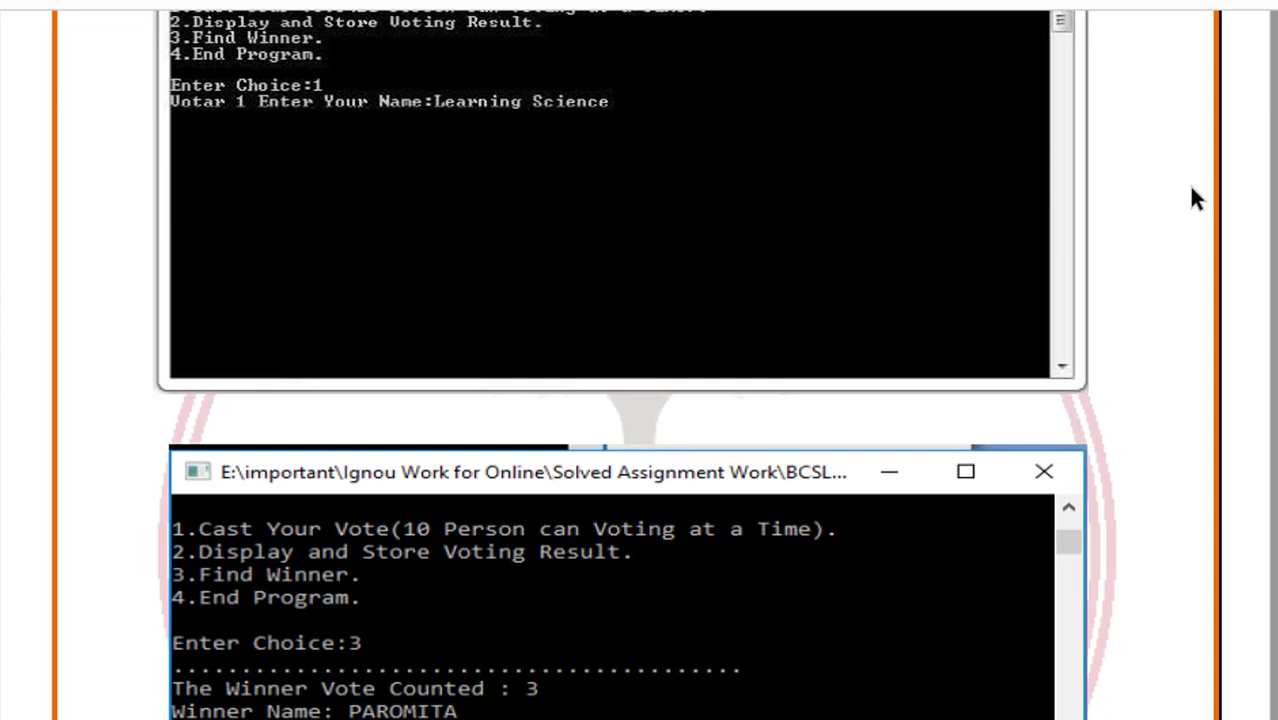 2.Display and Store Voting Result.
3.Find Winner.
4.End Program.
Enter Choice:1
Votar 1 Enter Your Name:Learning Science
E:\important\Ignou Work for Online\Solved Assignment Work\BCSL...
1.Cast Your Vote(10 Person can Voting at a Time).
2.Display and Store Voting Result.
3.Find Winner.
4.End Program.
Enter Choice:3
..........................................
The Winner Vote Counted : 3
Winner Name: PAROMITA